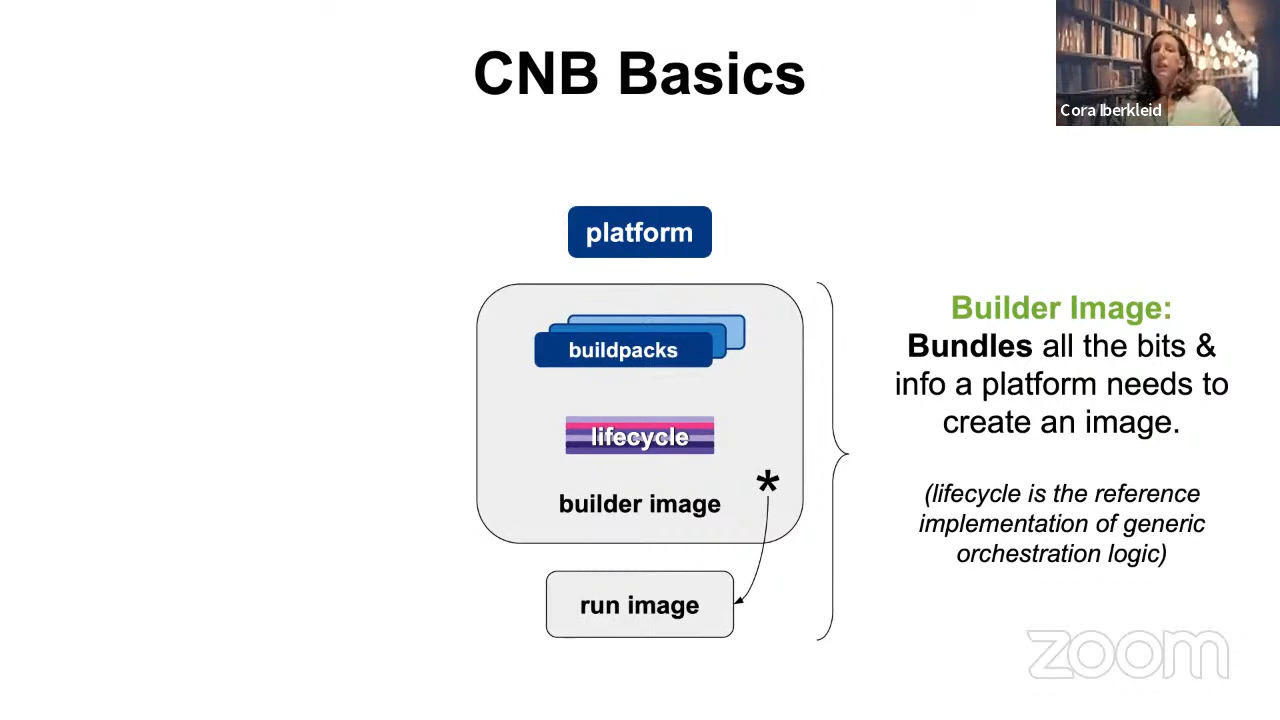 CNB Basics
Cora Iberkleid
platform
buildpacks
lifecycle
*
builder image
run image
Builder Image:
Bundles all the bits &
info a platform needs to
create an image.
(lifecycle is the reference
implementation of generic
orchestration logic)
zoom